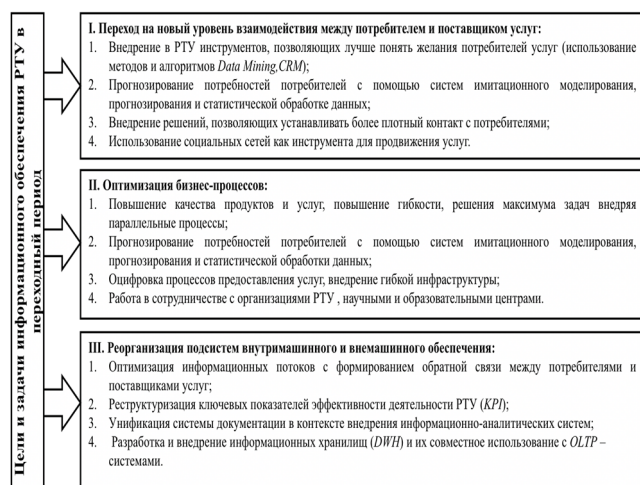 Цели и задачи информационного обеспечения РТУ в
переходный период
I. Переход на новый уровень взаимодействия между потребителем и поставщиком услуг:
1. Внедрение в РТУ инструментов, позволяющих лучше понять желания потребителей услуг (использование
методов и алгоритмов Data Mining,CRM);
2. Прогнозирование потребностей потребителей с помощью систем имитационного моделирования,
прогнозирования и статистической обработке данных;
3. Внедрение решений, позволяющих устанавливать более плотный контакт с потребителями;
4. Использование социальных сетей как инструмента для продвижения услуг.
II. Оптимизация бизнес-процессов:
1. Повышение качества продуктов и услуг, повышение гибкости, решения максимума задач внедряя
параллельные процессы;
2. Прогнозирование потребностей потребителей с помощью систем имитационного моделирования,
прогнозирования и статистической обработки данных;
3. Оцифровка процессов предоставления услуг, внедрение гибкой инфраструктуры;
4. Работа в сотрудничестве с организациями РТУ , научными и образовательными центрами.
III. Реорганизация подсистем внутримашинного и внемашинного обеспечения:
1. Оптимизация информационных потоков с формированием обратной связи между потребителями и
поставщиками услуг;
2. Реструктуризация ключевых показателей эффективности деятельности РТУ (KPI);
3. Унификация системы документации в контексте внедрения информационно-аналитических систем;
4. Разработка и внедрение информационных хранилищ (DWH) и их совместное использование с OLTP –
системами.